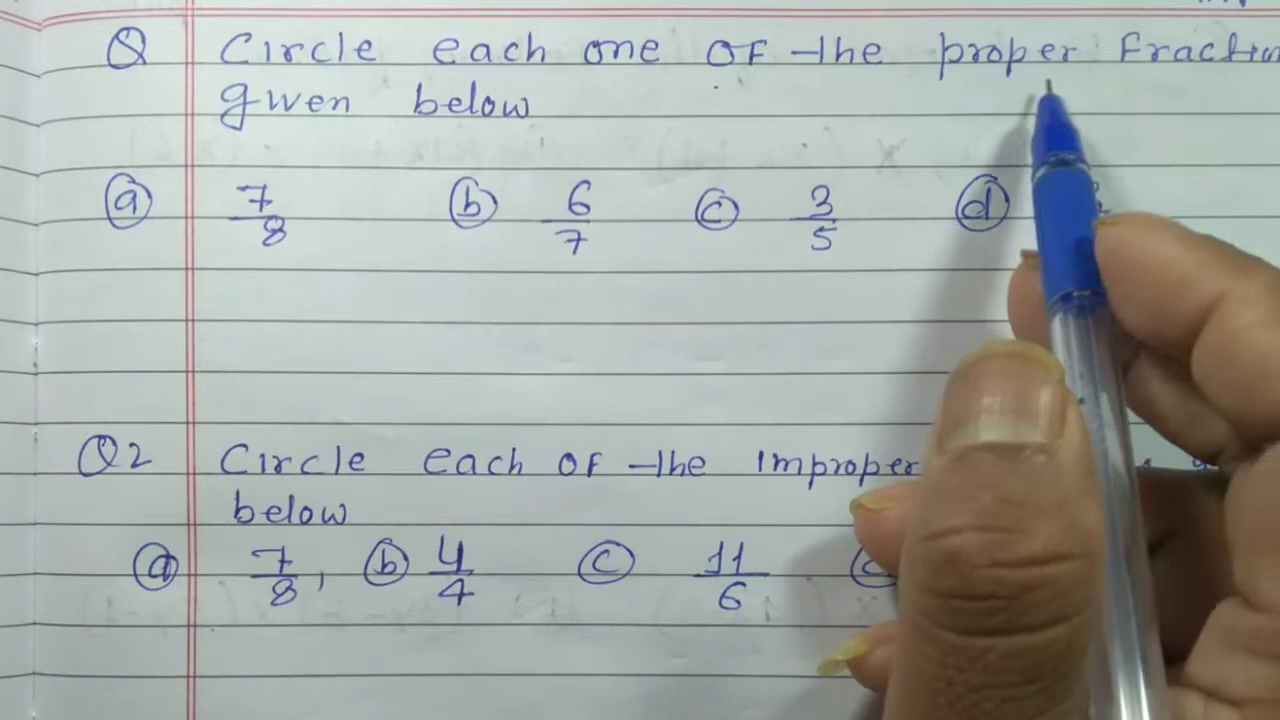 Q Circle each one of the proper Fraction
given below
(a) 7/8 (b) 6/7 (c) 3/5 (d)
Q2 Circle each of the Improper
below
(a) 7/8, (b) 4/4 (c) 11/6